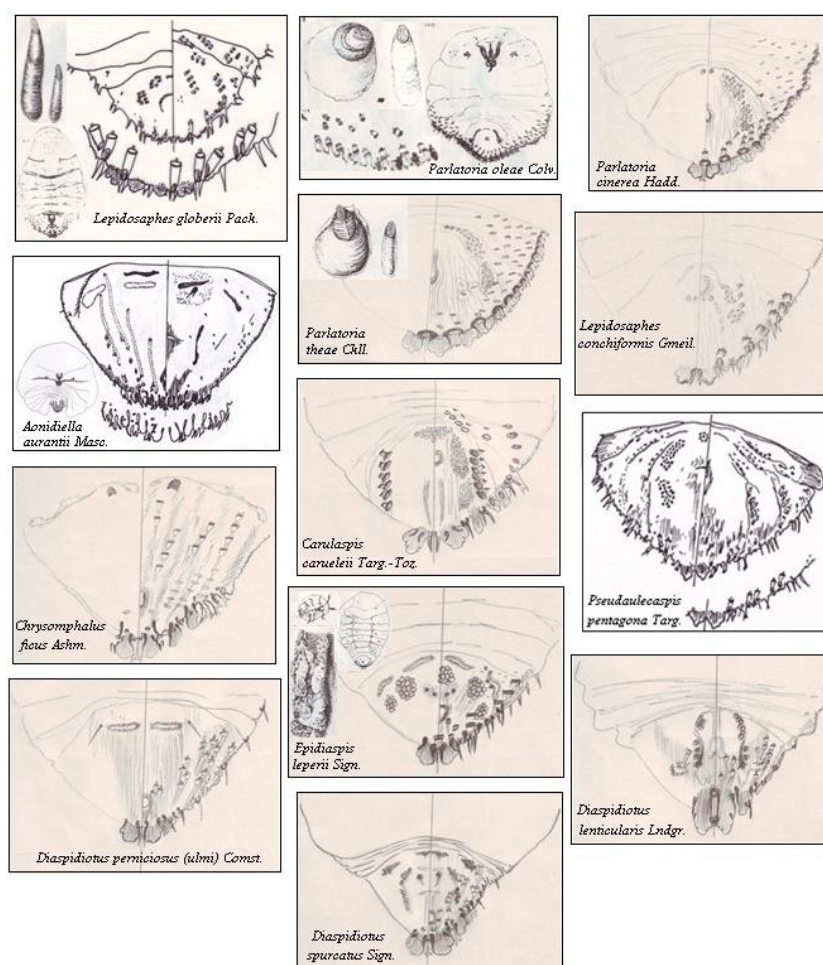 Lepidosaphes globerii Pack.
Parlatoria oleae Colv.
Parlatoria
cinerea Hadd.
Parlatoria
theae Ckll.
Lepidosaphes
conchiformis Gmeil.
Aonidiella
aurantii Masc.
Carulaspis
carueleii Targ.-Toz.
Pseudaulecaspis
pentagona Targ.
Chrysomphalus
ficus Ashm.
Epidiaspis
leperii Sign.
Diaspidiotus
lenticularis Lndgr.
Diaspidiotus perniciosus (ulmi) Comst.
Diaspidiotus
spurcatus Sign.